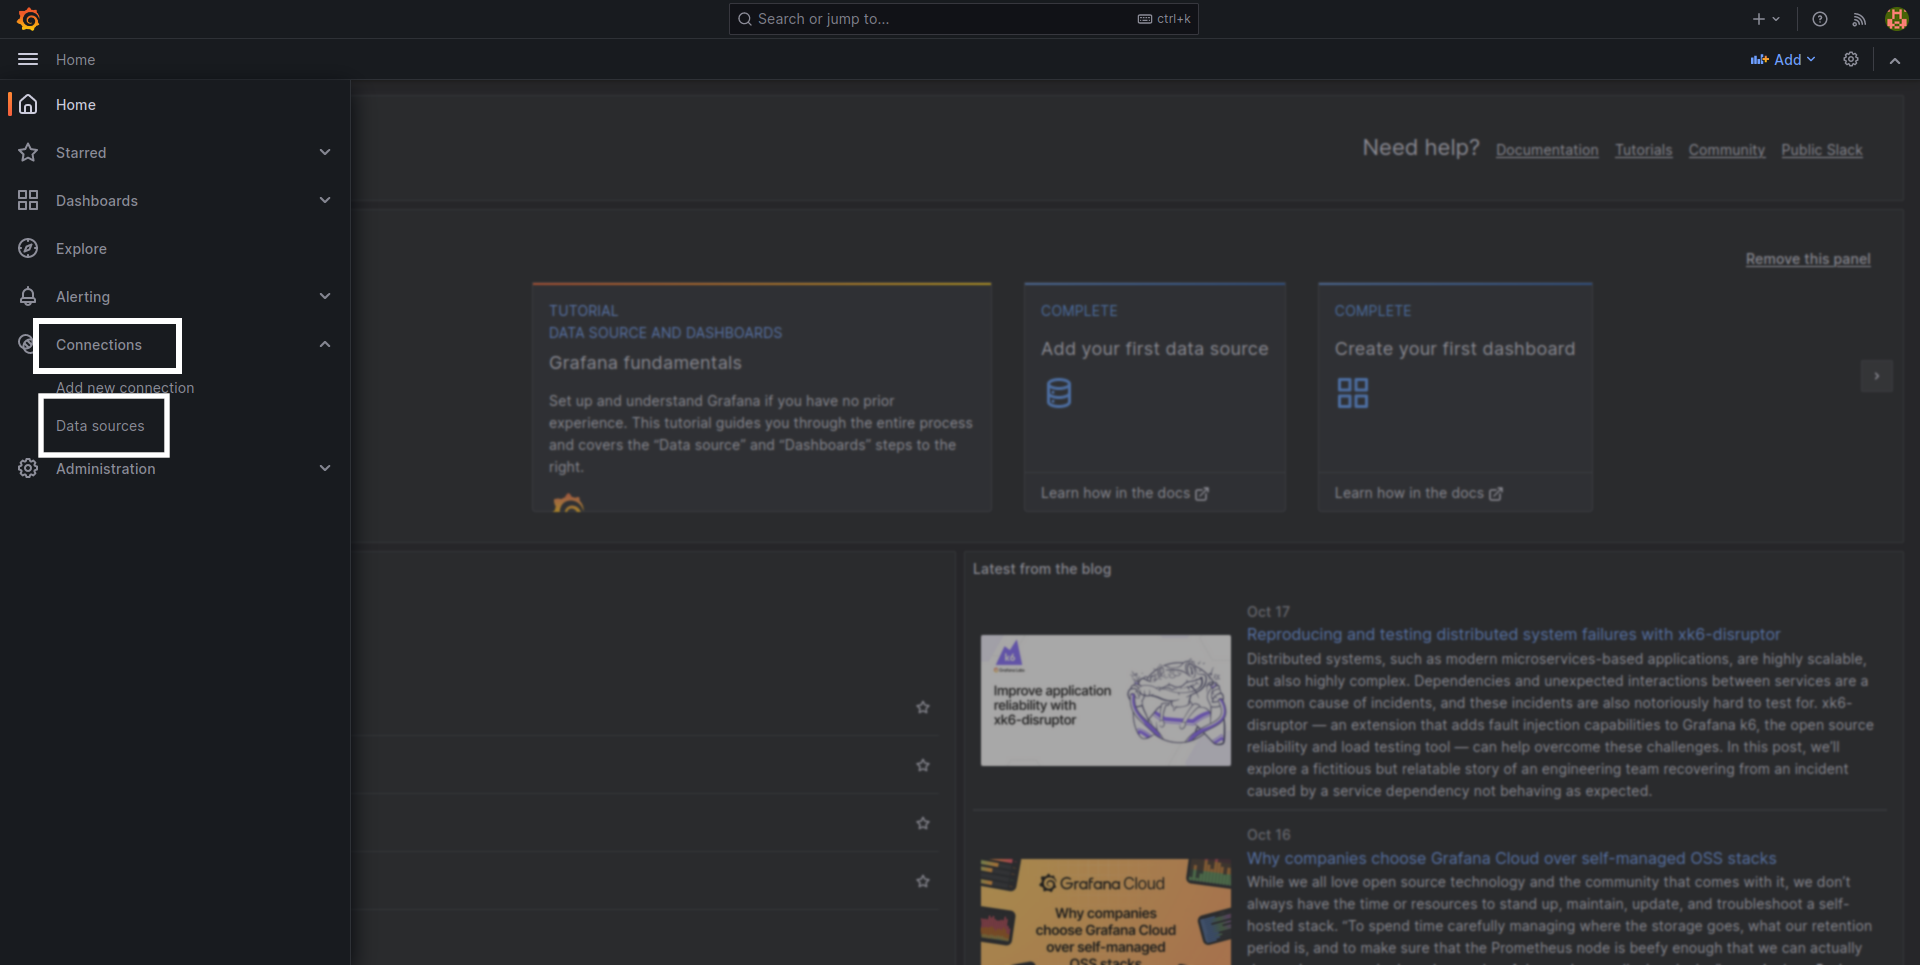 Search or jump to...
ctrl+k
Home
Add
Home
Starred
Dashboards
Explore
Alerting
Connections
Add new connection
Data sources
Administration
Need help?
Documentation
Tutorials
Community
Public Slack
Remove this panel
TUTORIAL
DATA SOURCE AND DASHBOARDS
Grafana fundamentals
Set up and understand Grafana if you have no prior
experience. This tutorial guides you through the entire process
and covers the “Data source” and “Dashboards” steps to the
right.
COMPLETE
Add your first data source
Learn how in the docs
COMPLETE
Create your first dashboard
Learn how in the docs
Latest from the blog
k6
Improve application
reliability with
xk6-disruptor
Oct 17
Reproducing and testing distributed system failures with xk6-disruptor
Distributed systems, such as modern microservices-based applications, are highly scalable,
but also highly complex. Dependencies and unexpected interactions between services are a
common cause of incidents, and these incidents are also notoriously hard to test for. xk6-
disruptor — an extension that adds fault injection capabilities to Grafana k6, the open source
reliability and load testing tool — can help overcome these challenges. In this post, we’ll
explore a fictitious but relatable story of an engineering team recovering from an incident
caused by a service dependency not behaving as expected.
Grafana Cloud
Why companies
choose Grafana Cloud
over self-managed
OSS stacks
Oct 16
Why companies choose Grafana Cloud over self-managed OSS stacks
While we all love open source technology and the community that comes with it, we don’t
always have the time or resources to stand up, maintain, update, and troubleshoot a self-
hosted stack. “To spend time carefully managing where the storage goes, what our retention
period is, and to make sure that the Prometheus node is beefy enough that we can actually